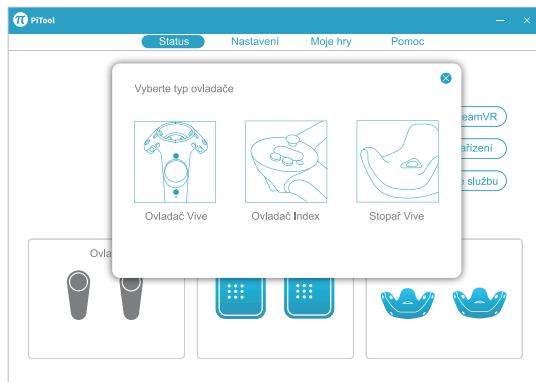 PiTool
Status Nastavení Moje hry Pomoc
Vyberte typ ovladače
Ovladač Vive Ovladač Index Stopař Vive
eamVR
ařízení
službu
Ovla